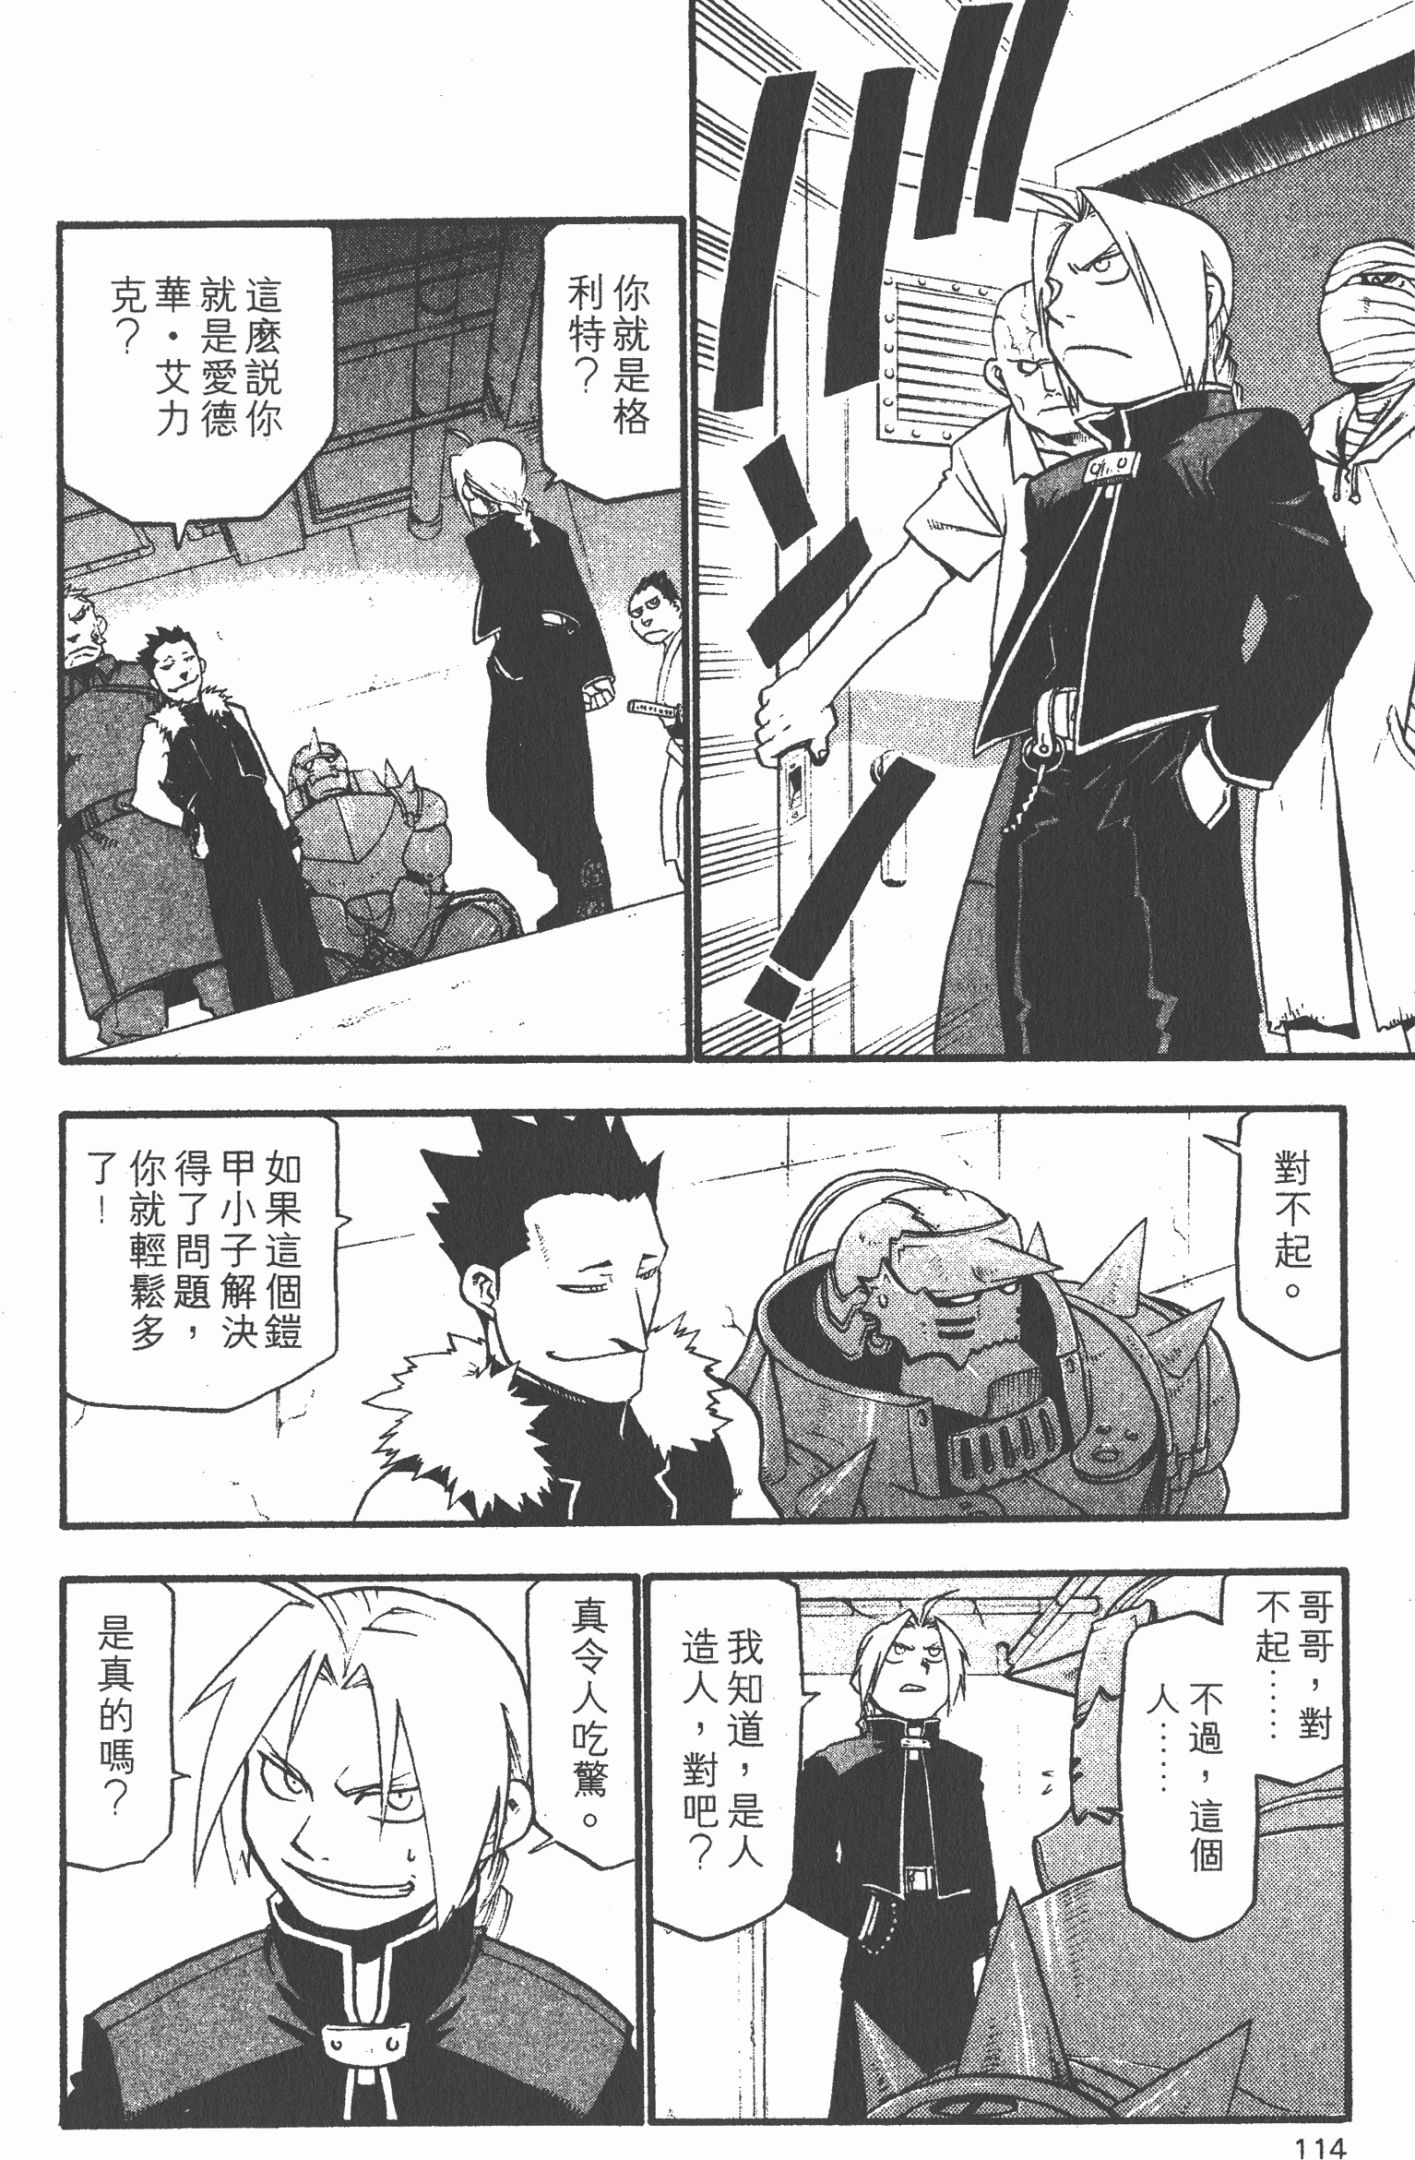 你就是格
利特？
這麼說你
就是愛德
華・艾力
克？
對不起。
如果這個鎧
甲小子解決
得了問題，
你就輕鬆多
了！
哥哥，對
不起……
不過，這個
人……
我知道，是人
造人，對吧？
真令人吃驚。
是真的嗎？
114